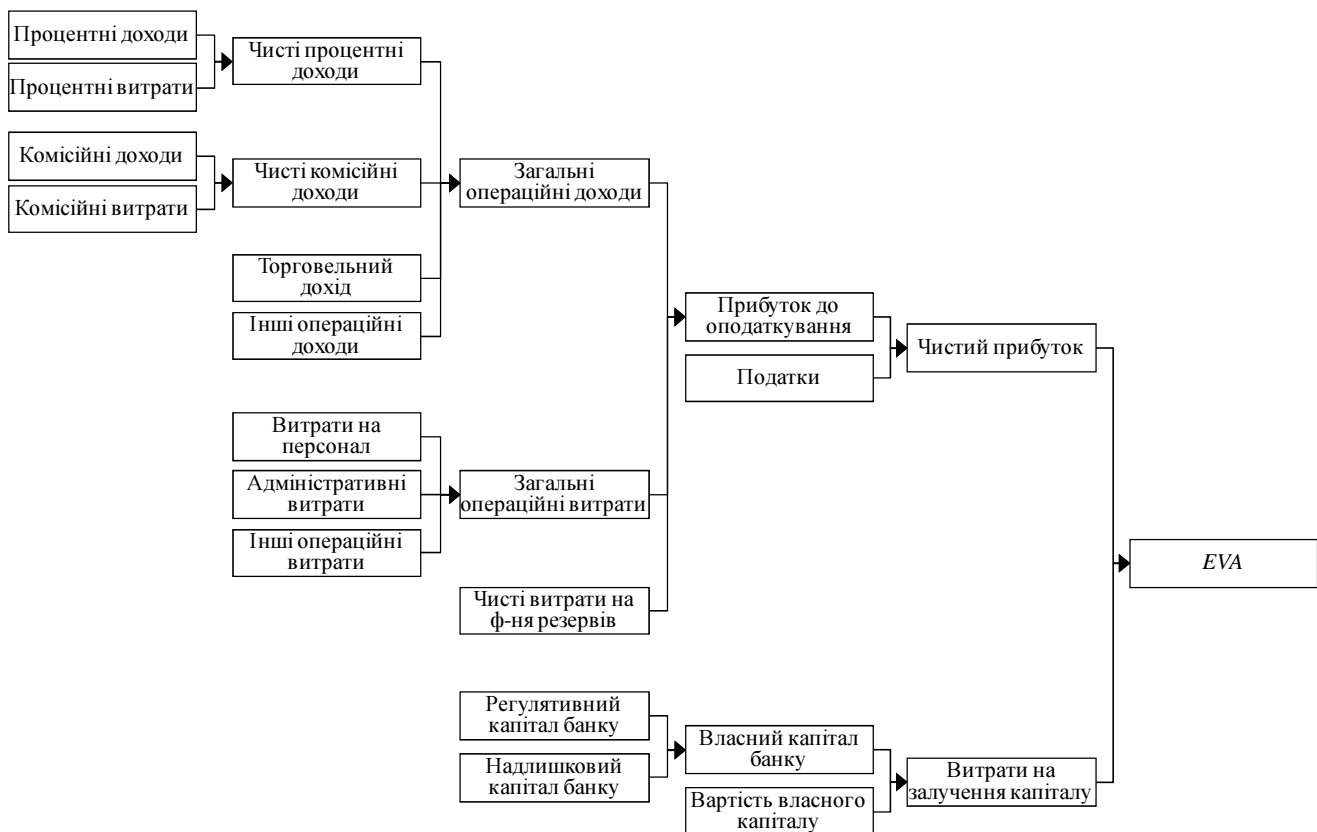 Процентні доходи
Процентні витрати
Чисті процентні
доходи
Комісійні доходи
Комісійні витрати
Чисті комісійні
доходи
Загальні
операційні доходи
Торговельний
дохід
Інші операційні
доходи
Прибуток до
оподаткування
Податки
Чистий прибуток
Витрати на
персонал
Адміністративні
витрати
Інші операційні
витрати
Загальні
операційні витрати
Чисті витрати на
ф-ня резервів
EVA
Регулятивний
капітал банку
Надлишковий
капітал банку
Власний капітал
банку
Вартість власного
капіталу
Витрати на
залучення капіталу